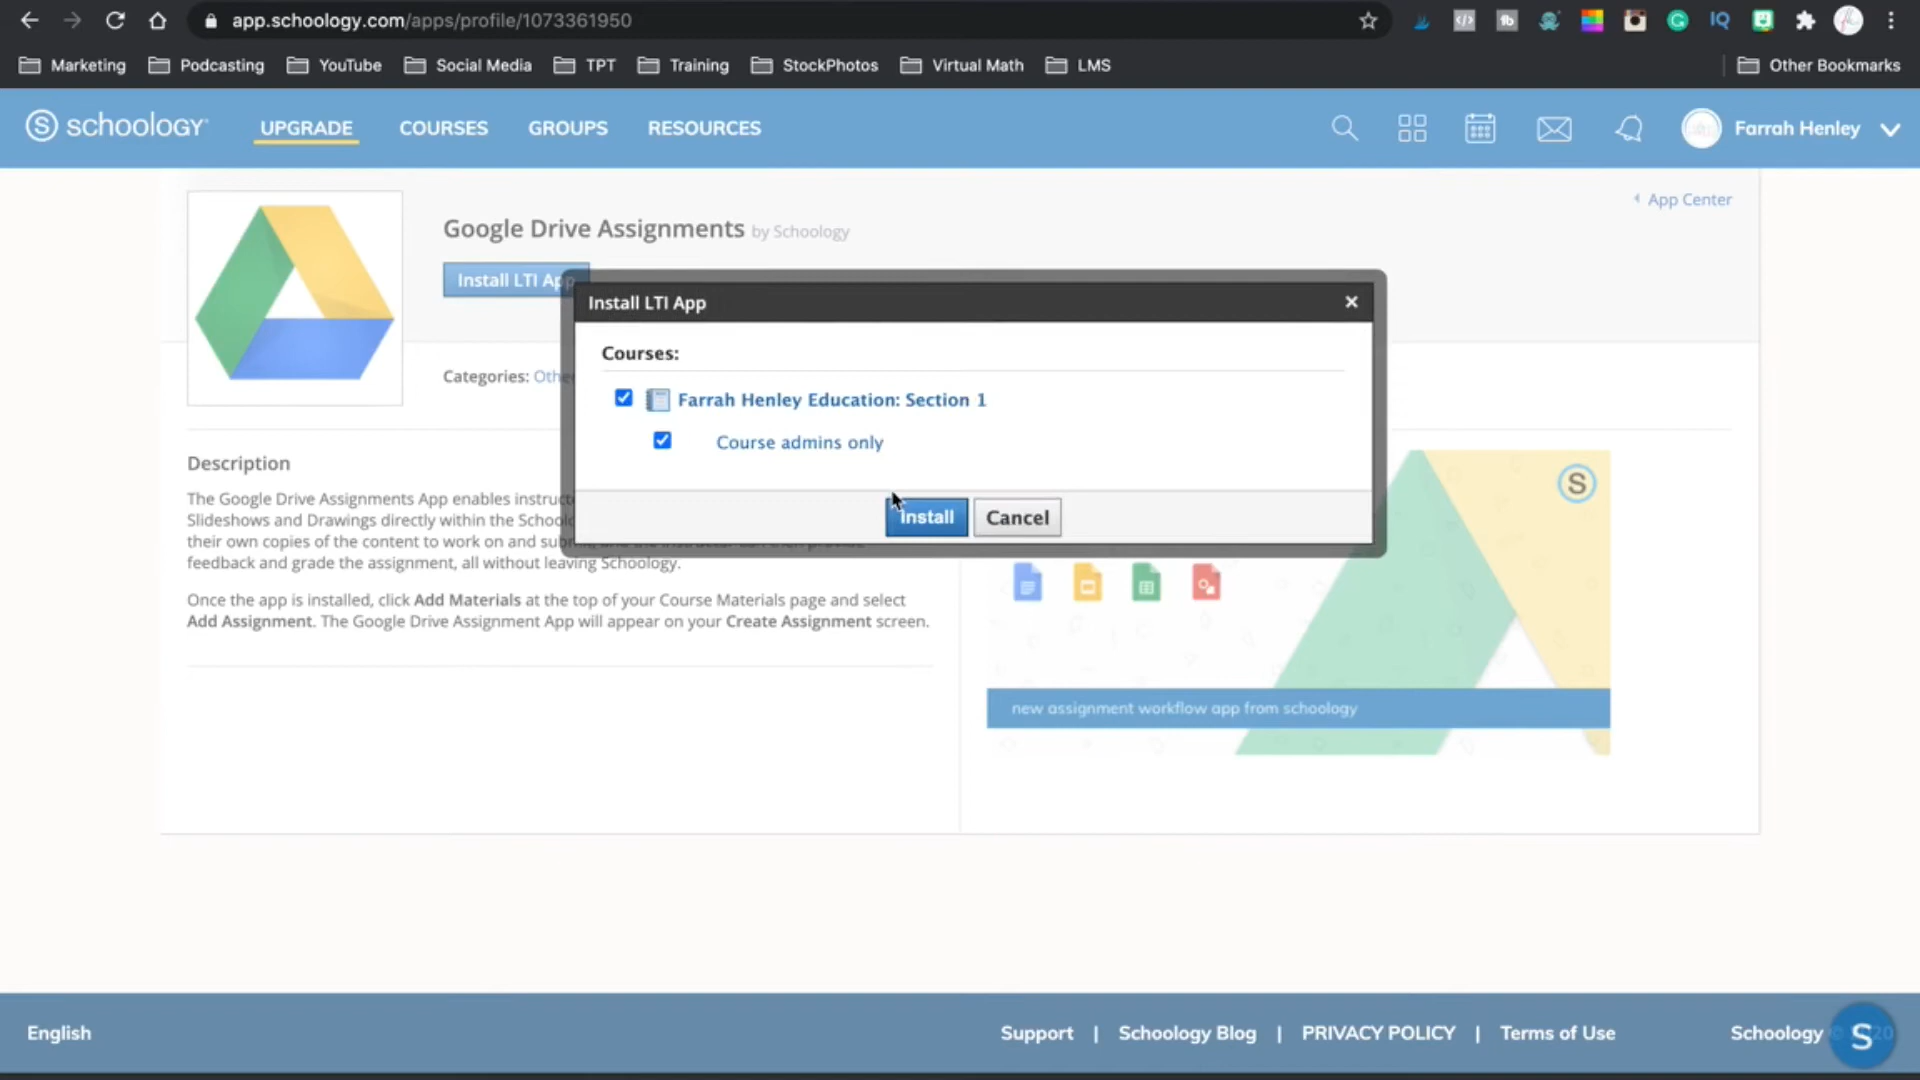 app.schoology.com/apps/profile/1073361950
Marketing Podcasting YouTube Social Media TPT Training StockPhotos Virtual Math LMS Other Bookmarks
S schoology UPGRADE COURSES GROUPS RESOURCES Farrah Henley
App Center
Google Drive Assignments by Schoology
Install LTI App
Install LTI App
Courses:
Categories:
Farrah Henley Education: Section 1
Course admins only
Install Cancel
Description
The Google Drive Assignments App enables
Slideshows and Drawings directly within the
their own copies of the content to work on and
feedback and grade the assignment, all without leaving Schoology.
Once the app is installed, click Add Materials at the top of your Course Materials page and select
Add Assignment. The Google Drive Assignment App will appear on your Create Assignment screen.
S
new assignment workflow app from schoology
English Support | Schoology Blog | PRIVACY POLICY | Terms of Use Schoology S